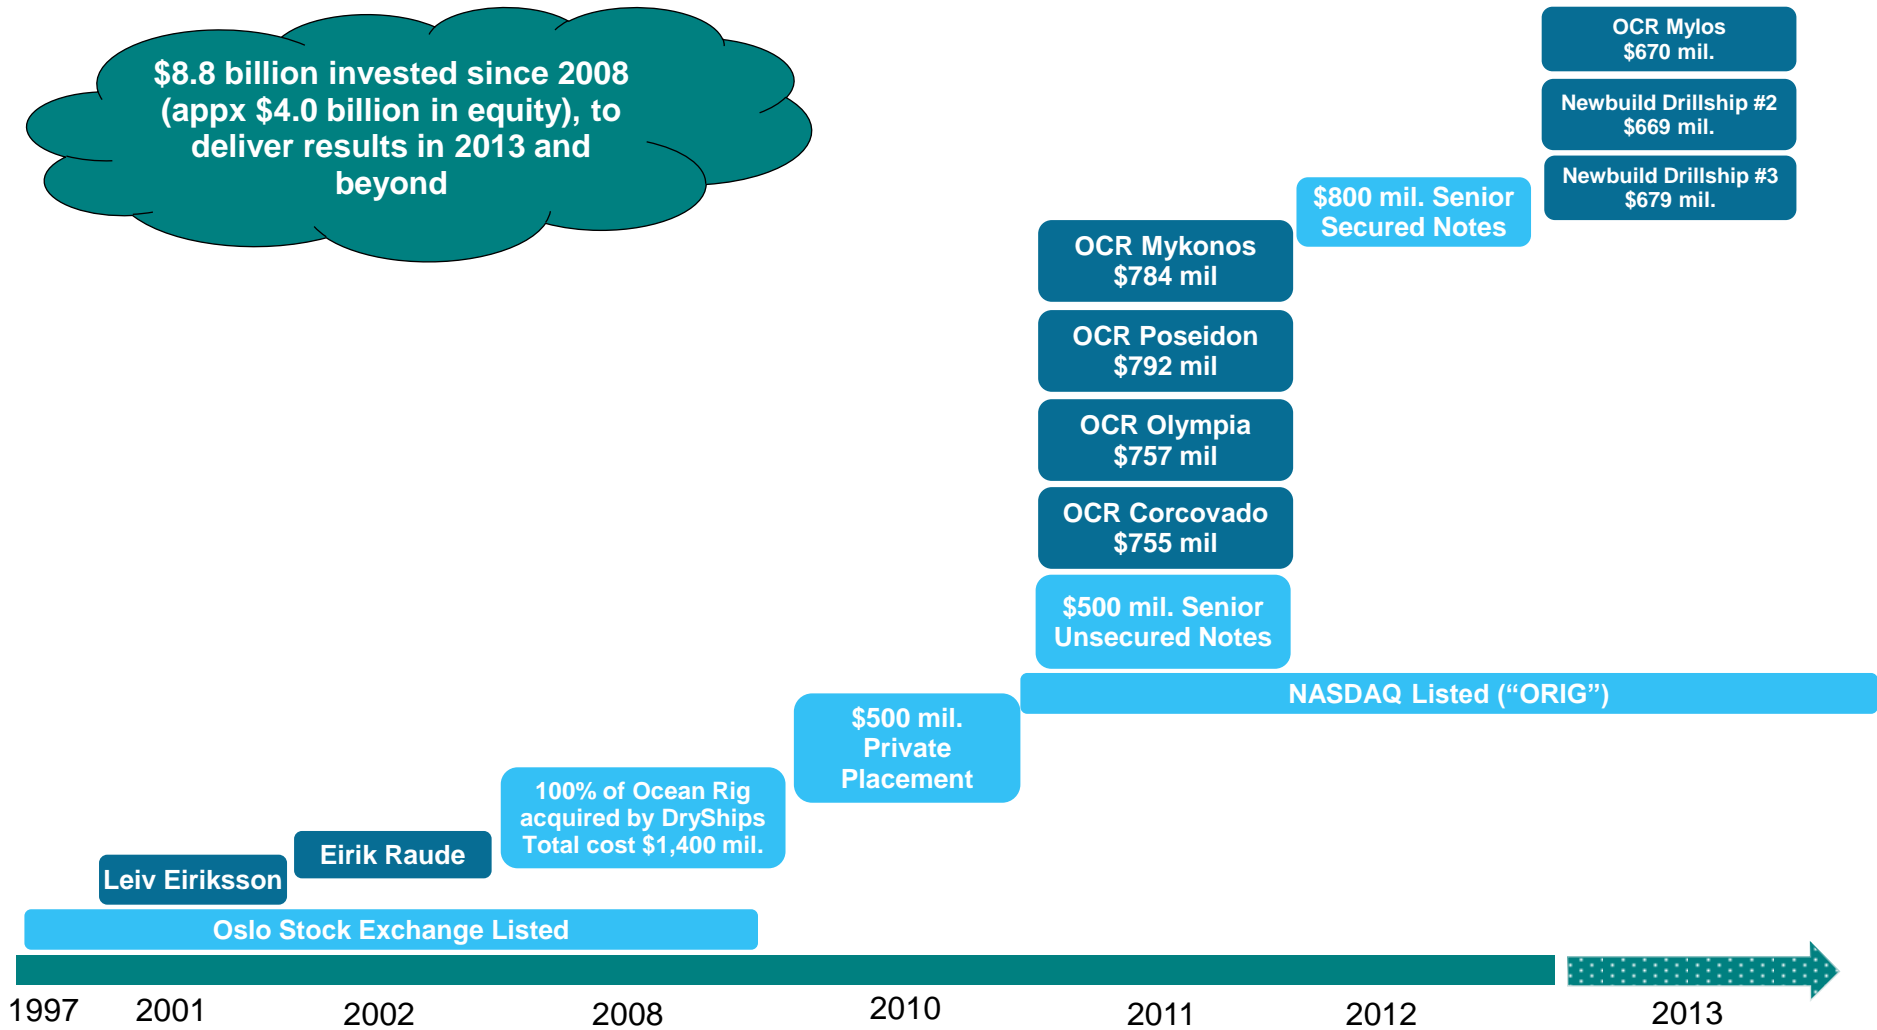 $8.8 billion invested since 2008
(appx $4.0 billion in equity), to
deliver results in 2013 and
beyond
OCR Mylos
$670 mil.
Newbuild Drillship #2
$669 mil.
Newbuild Drillship #3
$679 mil.
$800 mil. Senior
Secured Notes
OCR Mykonos
$784 mil
OCR Poseidon
$792 mil
OCR Olympia
$757 mil
OCR Corcovado
$755 mil
$500 mil. Senior
Unsecured Notes
NASDAQ Listed (“ORIG”)
$500 mil.
Private
Placement
100% of Ocean Rig
acquired by DryShips
Total cost $1,400 mil.
Eirik Raude
Leiv Eiriksson
Oslo Stock Exchange Listed
1997 2001 2002 2008 2010 2011 2012 2013